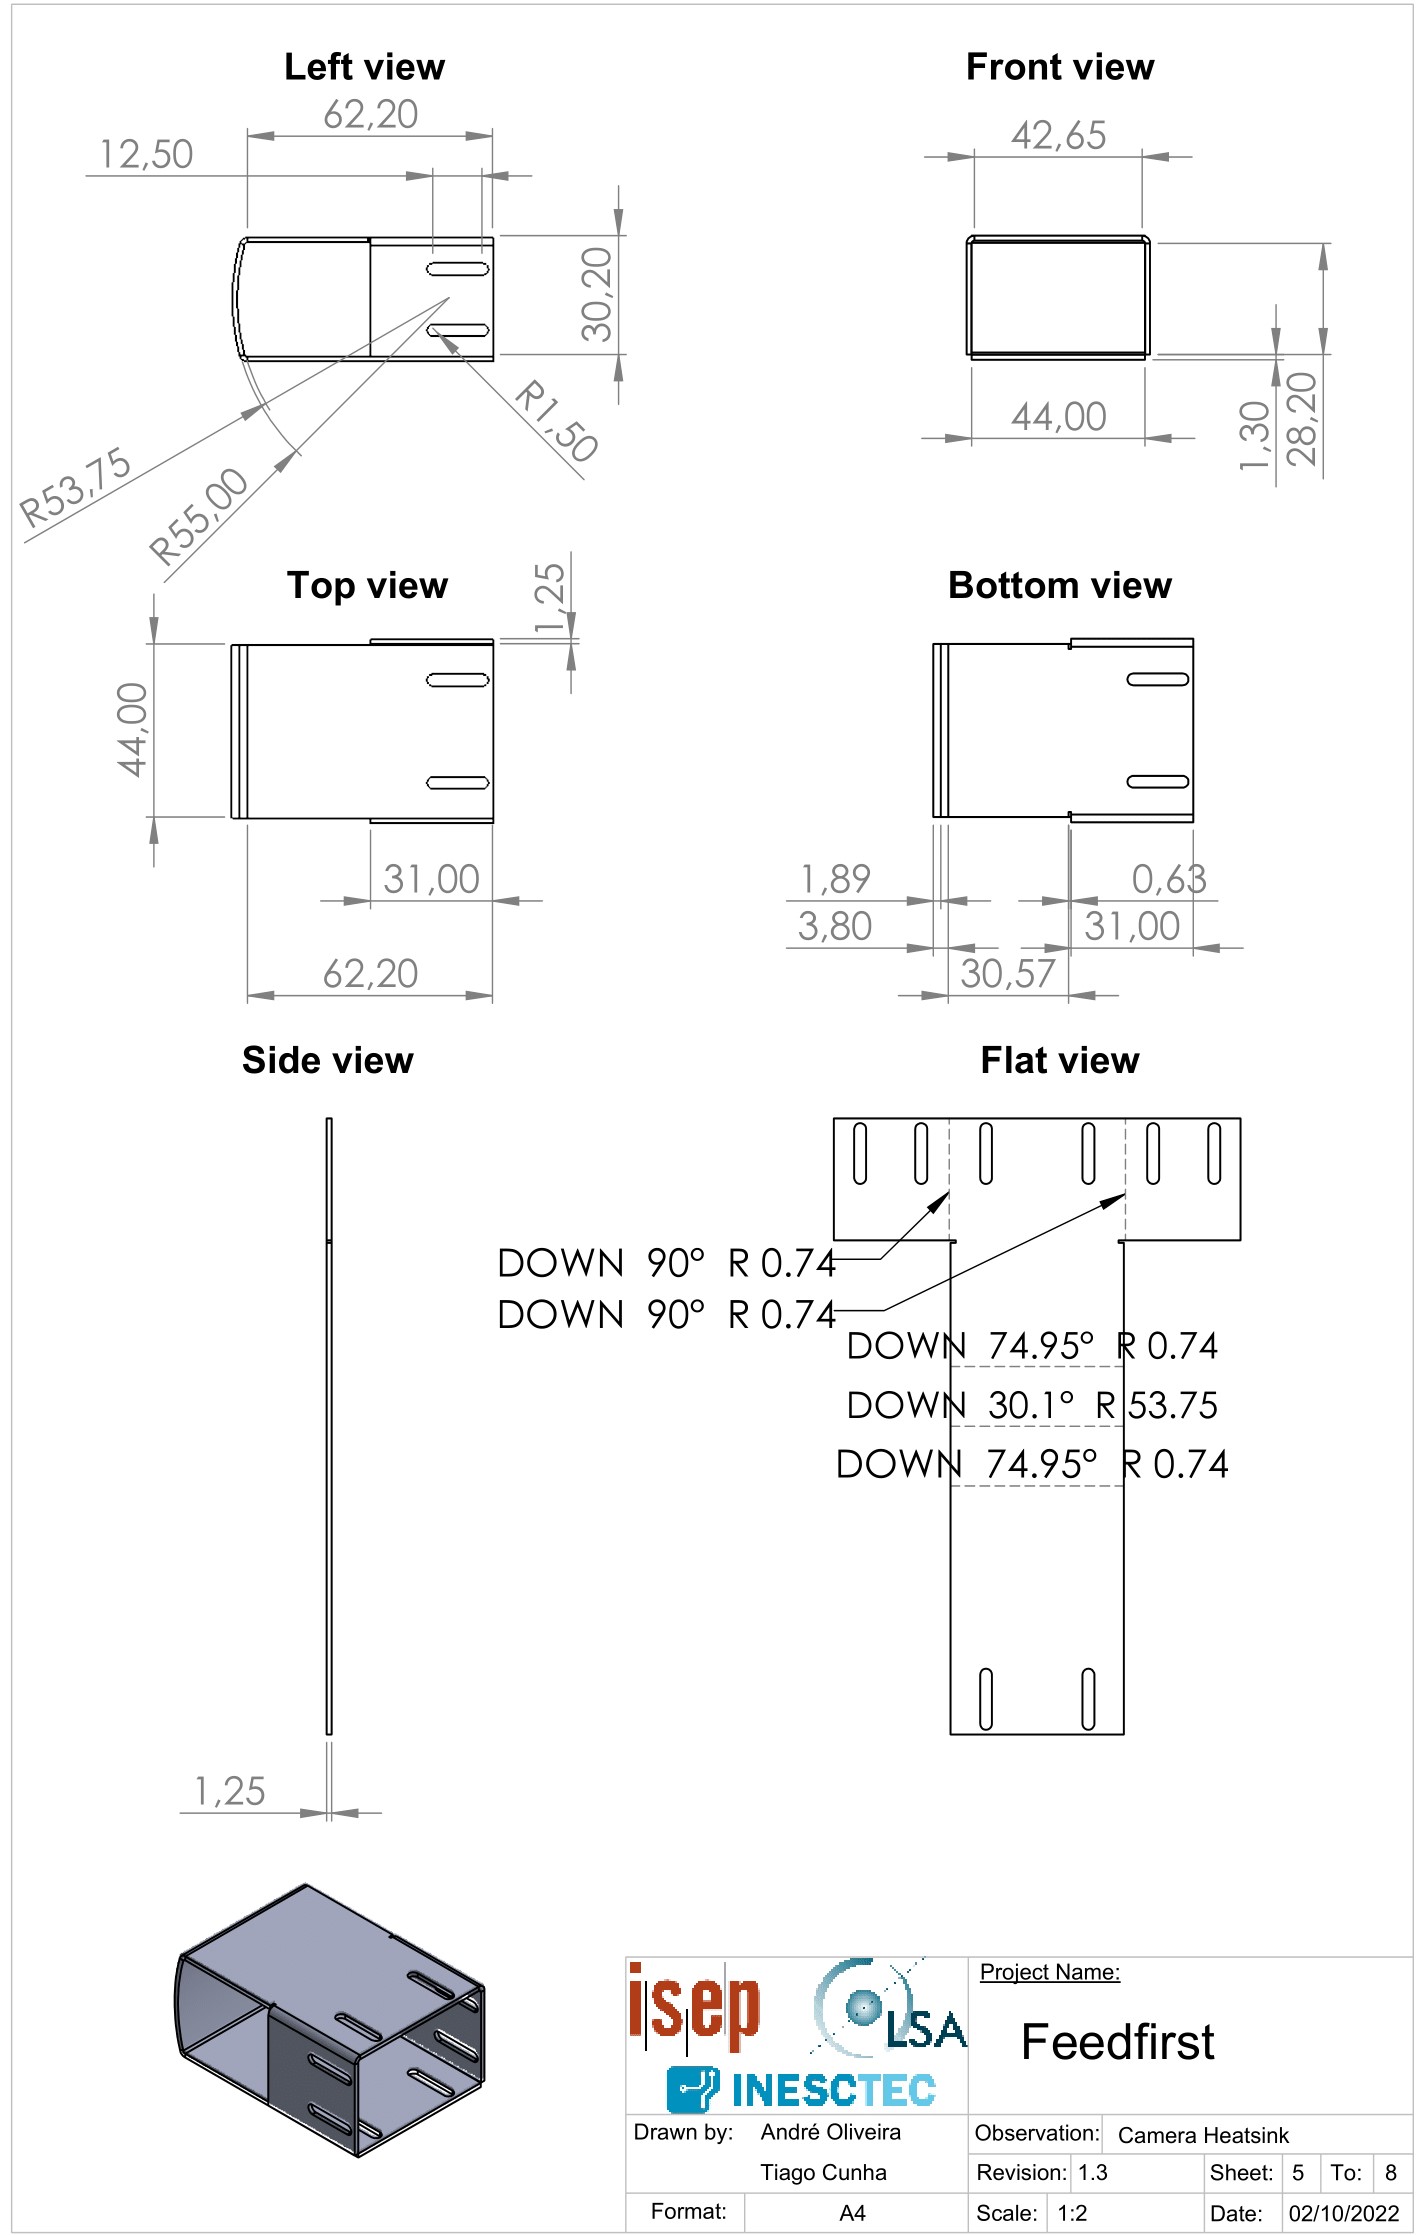 Left view
Front view
62,20
12,50
30,20
R53,75
R55,00
R1,50
42,65
44,00
1,30
28,20
Top view
Bottom view
1,25
44,00
31,00
62,20
1,89
0,63
3,80
31,00
30,57
Side view
Flat view
DOWN 90° R 0.74
DOWN 90° R 0.74
DOWN 74.95° R 0.74
DOWN 30.1° R 53.75
DOWN 74.95° R 0.74
1,25
isep
LSA
INESCTEC
Project Name:
Feedfirst
Drawn by: André Oliveira
Tiago Cunha
Observation: Camera Heatsink
Revision: 1.3
Sheet: 5 To: 8
Format: A4
Scale: 1:2
Date: 02/10/2022